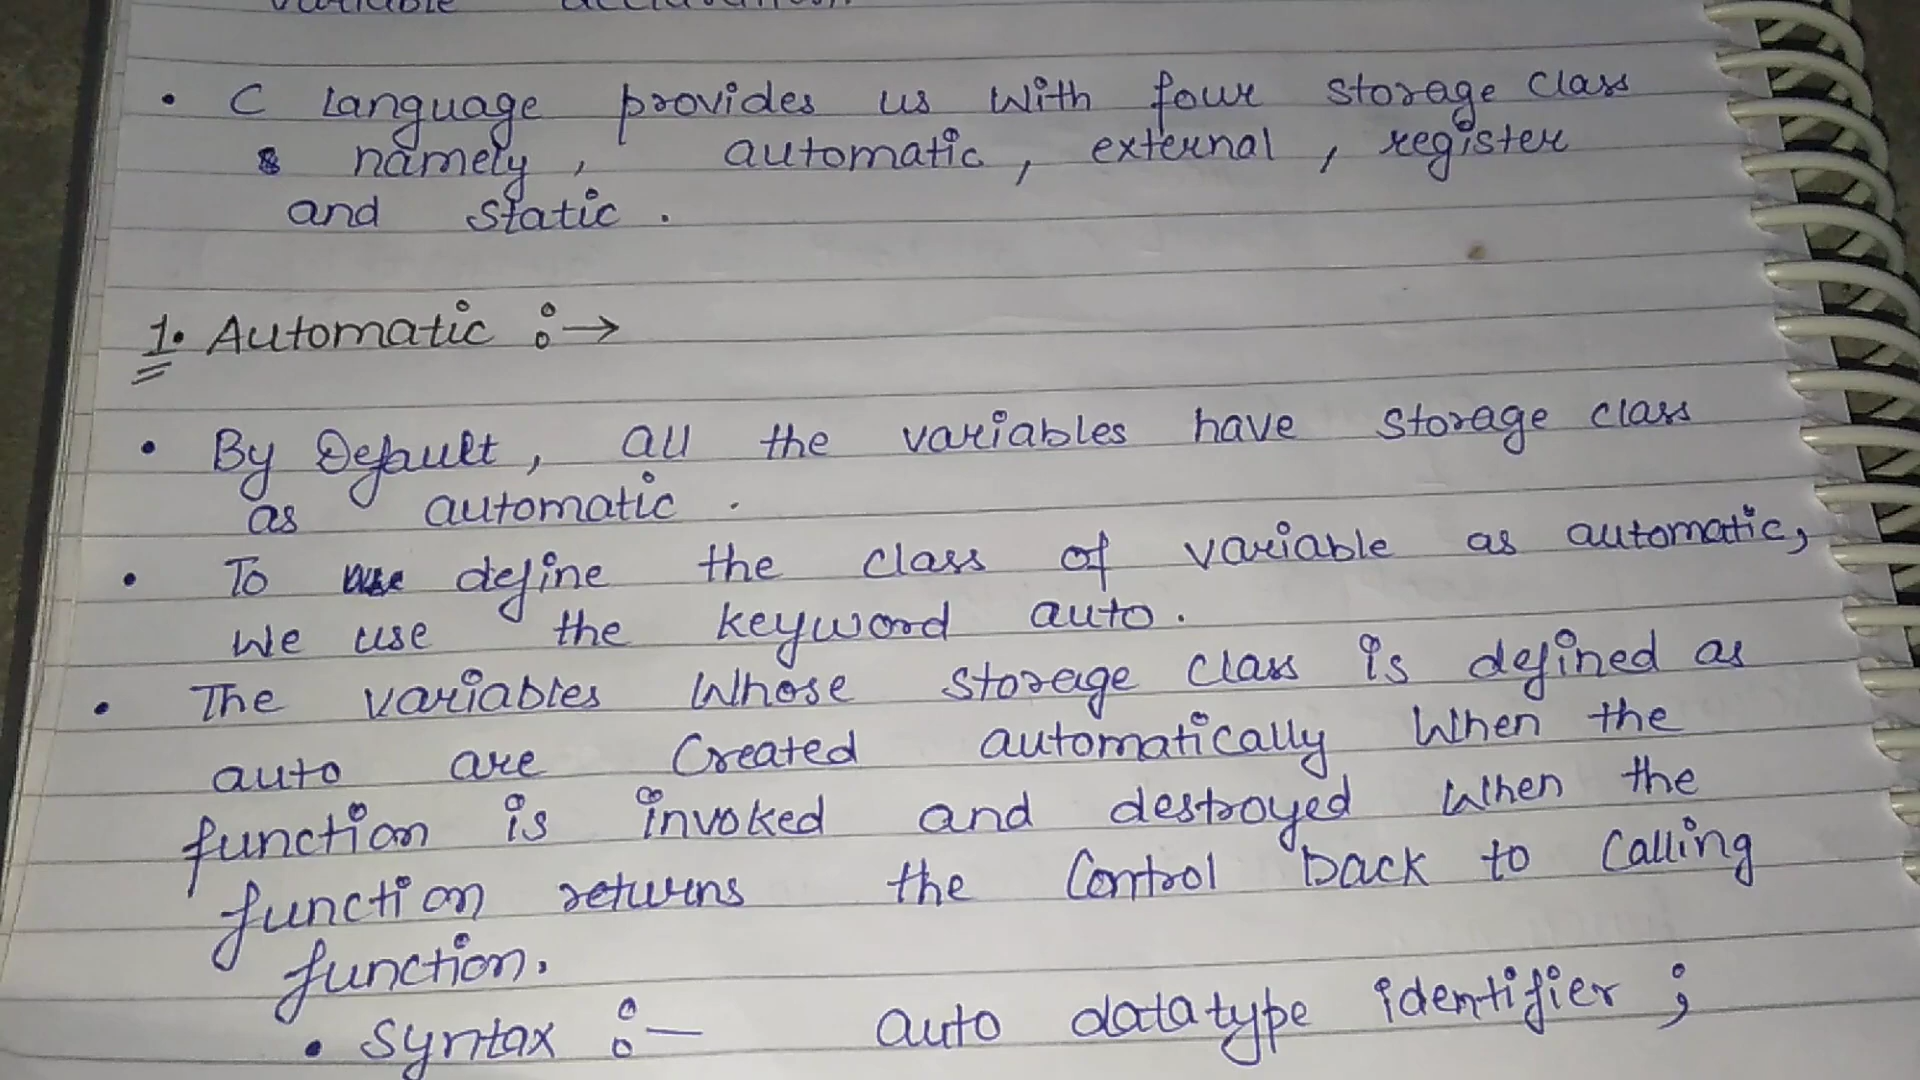 variable
• C Language provides us With four storage Class
namely, automatic, external, register
and static.
1. Automatic :→
• By Default, all the variables have storage class
as automatic.
• To define the class of variable as automatic,
We use the keyword auto.
• The variables Whose storage Class is defined as
auto are Created automatically When the
function is invoked and destroyed When the
function returns the Control back to Calling
function.
• Syntax :— auto datatype identifier ;